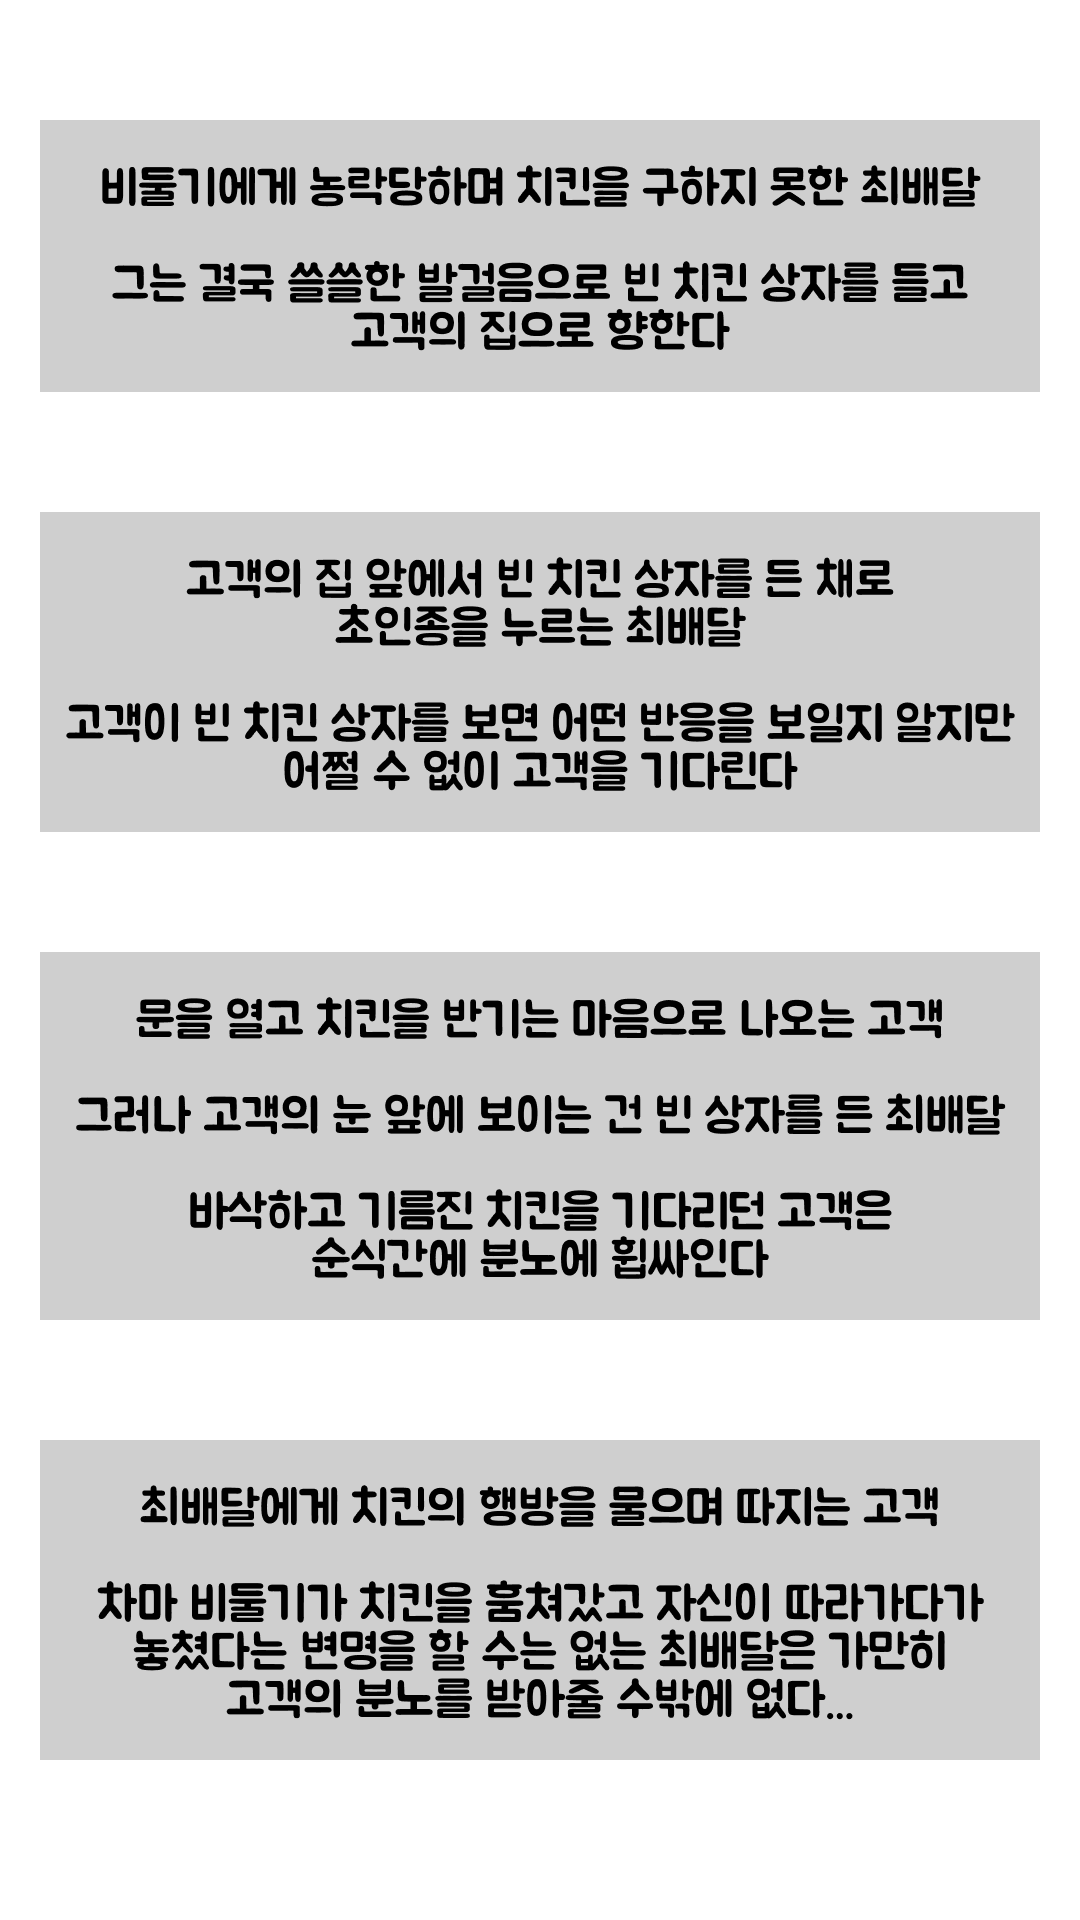 비둘기에게 농락당하며 치킨을 구하지 못한 최배달
그는 결국 쓸쓸한 발걸음으로 빈 치킨 상자를 들고
고객의 집으로 향한다
고객의 집 앞에서 빈 치킨 상자를 든 채로
초인종을 누르는 최배달
고객이 빈 치킨 상자를 보면 어떤 반응을 보일지 알지만
어쩔 수 없이 고객을 기다린다
문을 열고 치킨을 반기는 마음으로 나오는 고객
그러나 고객의 눈 앞에 보이는 건 빈 상자를 든 최배달
바삭하고 기름진 치킨을 기다리던 고객은
순식간에 분노에 휩싸인다
최배달에게 치킨의 행방을 물으며 따지는 고객
차마 비둘기가 치킨을 훔쳐갔고 자신이 따라가다가
놓쳤다는 변명을 할 수는 없는 최배달은 가만히
고객의 분노를 받아줄 수밖에 없다...